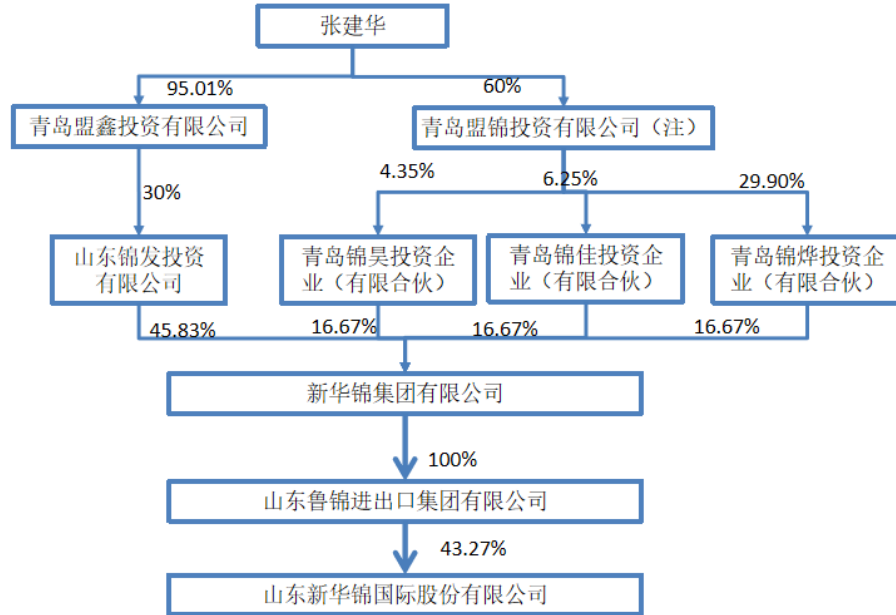 张建华
95.01%
60%
青岛盟鑫投资有限公司
青岛盟锦投资有限公司（注）
4.35%
6.25%
29.90%
30%
山东锦发投资
有限公司
青岛锦昊投资企
业（有限合伙）
青岛锦佳投资企
业（有限合伙）
青岛锦烨投资企
业（有限合伙）
45.83%
16.67%
16.67%
16.67%
新华锦集团有限公司
100%
山东鲁锦进出口集团有限公司
43.27%
山东新华锦国际股份有限公司